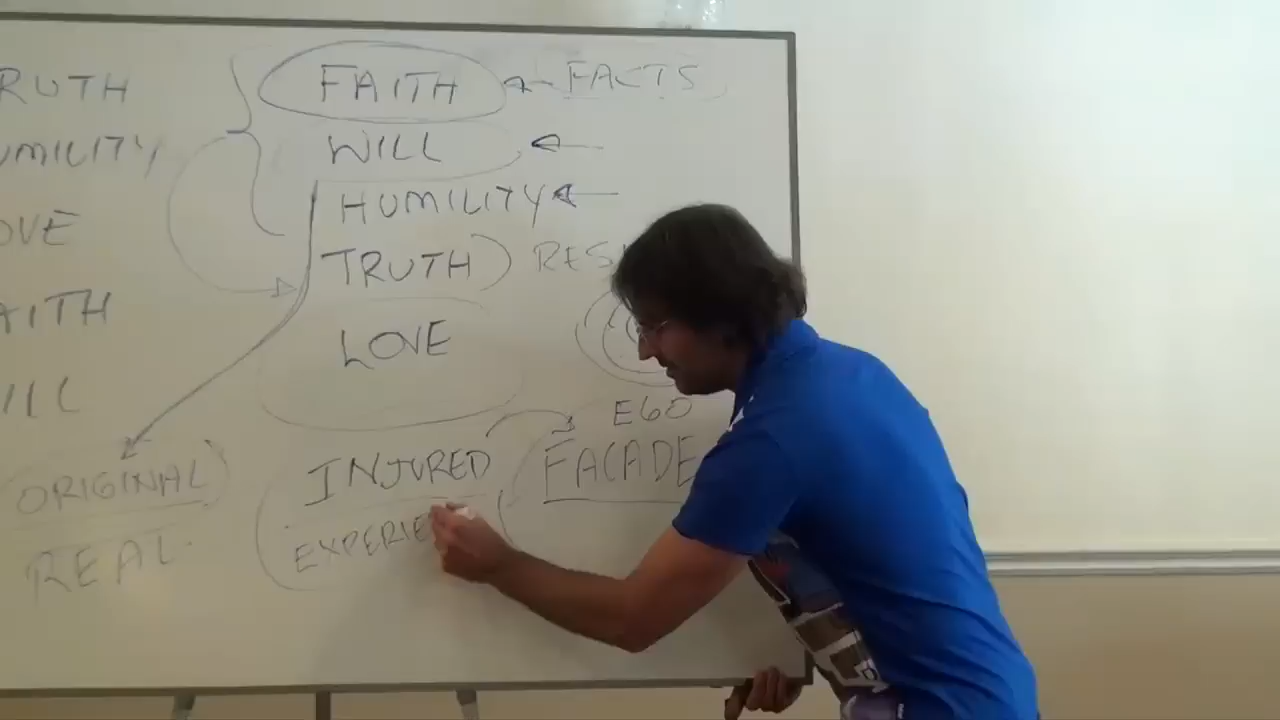 RUTH
UMILITY
OVE
AITH
ILL
FAITH FACTS
WILL
HUMILITY
TRUTH) RES
LOVE
EGO
ORIGINAL INJURED FACADE
REAL. EXPERIE